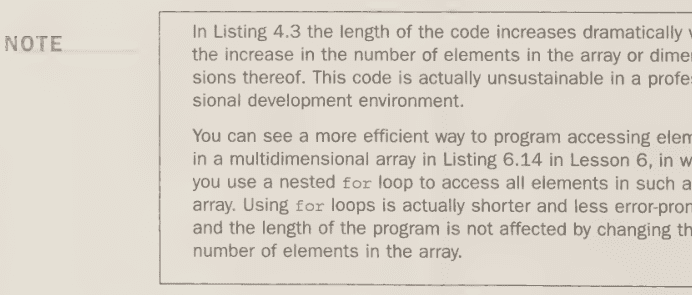 NOTE
In Listing 4.3 the length of the code increases dramatically
the increase in the number of elements in the array or dimen
sions thereof. This code is actually unsustainable in a profes
sional development environment.
You can see a more efficient way to program accessing elem
in a multidimensional array in Listing 6.14 in Lesson 6, in w
you use a nested for loop to access all elements in such a
array. Using for loops is actually shorter and less error-pron
and the length of the program is not affected by changing th
number of elements in the array.